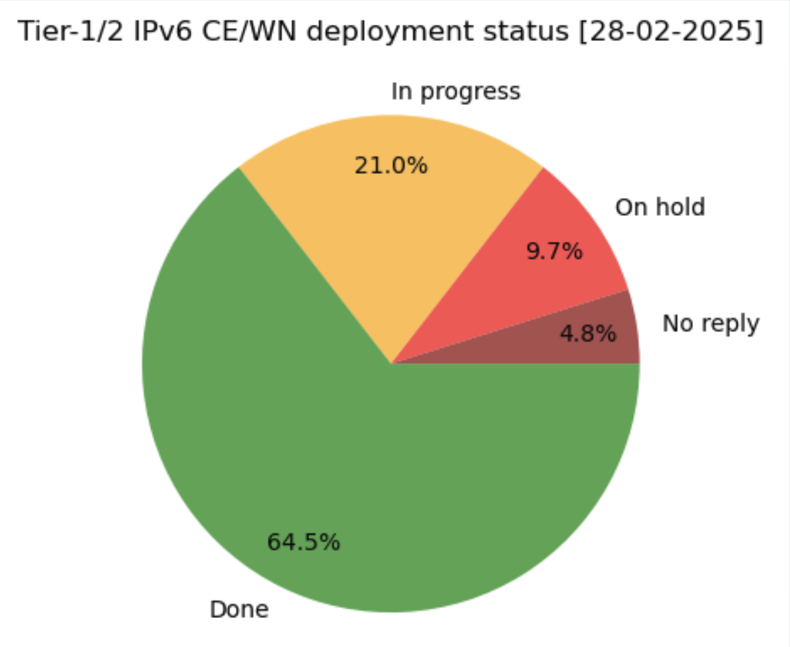 Tier-1/2 IPv6 CE/WN deployment status [28-02-2025]
In progress
21.0%
On hold
9.7%
No reply
4.8%
64.5%
Done